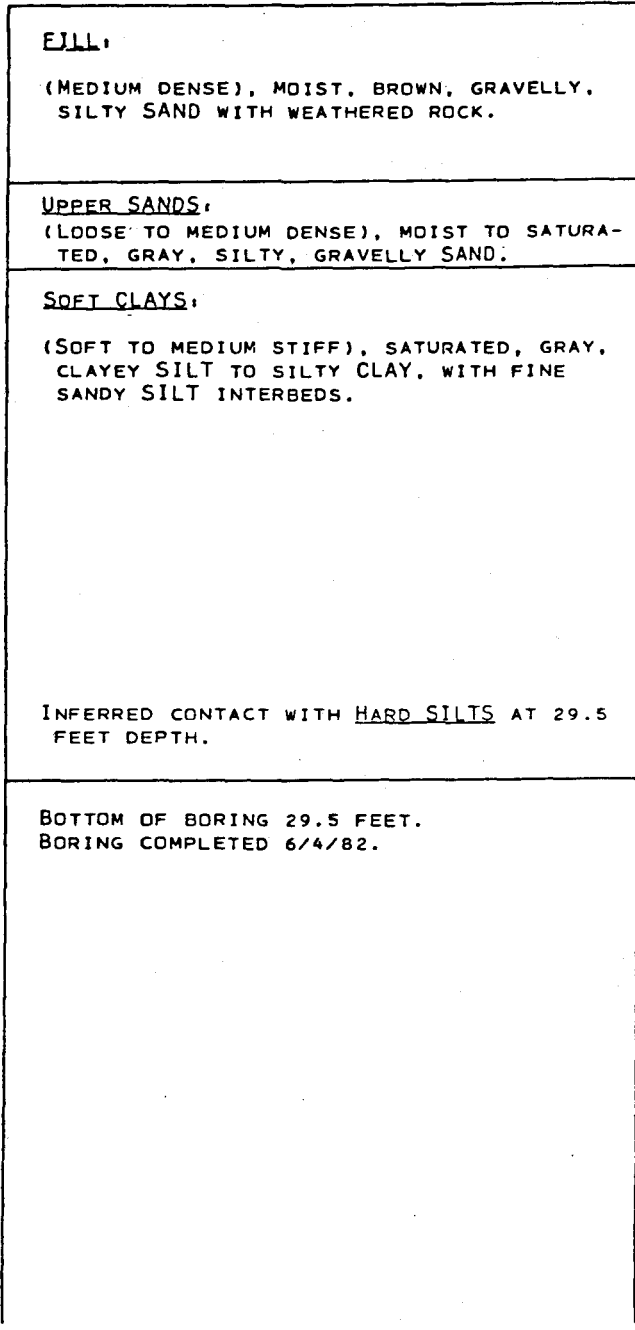 FILL:
(MEDIUM DENSE), MOIST, BROWN, GRAVELLY,
SILTY SAND WITH WEATHERED ROCK.
UPPER SANDS:
(LOOSE TO MEDIUM DENSE), MOIST TO SATURA-
TED, GRAY, SILTY, GRAVELLY SAND.
SOFT CLAYS:
(SOFT TO MEDIUM STIFF), SATURATED, GRAY,
CLAYEY SILT TO SILTY CLAY, WITH FINE
SANDY SILT INTERBEDS.
INFERRED CONTACT WITH HARD SILTS AT 29.5
FEET DEPTH.
BOTTOM OF BORING 29.5 FEET.
BORING COMPLETED 6/4/82.